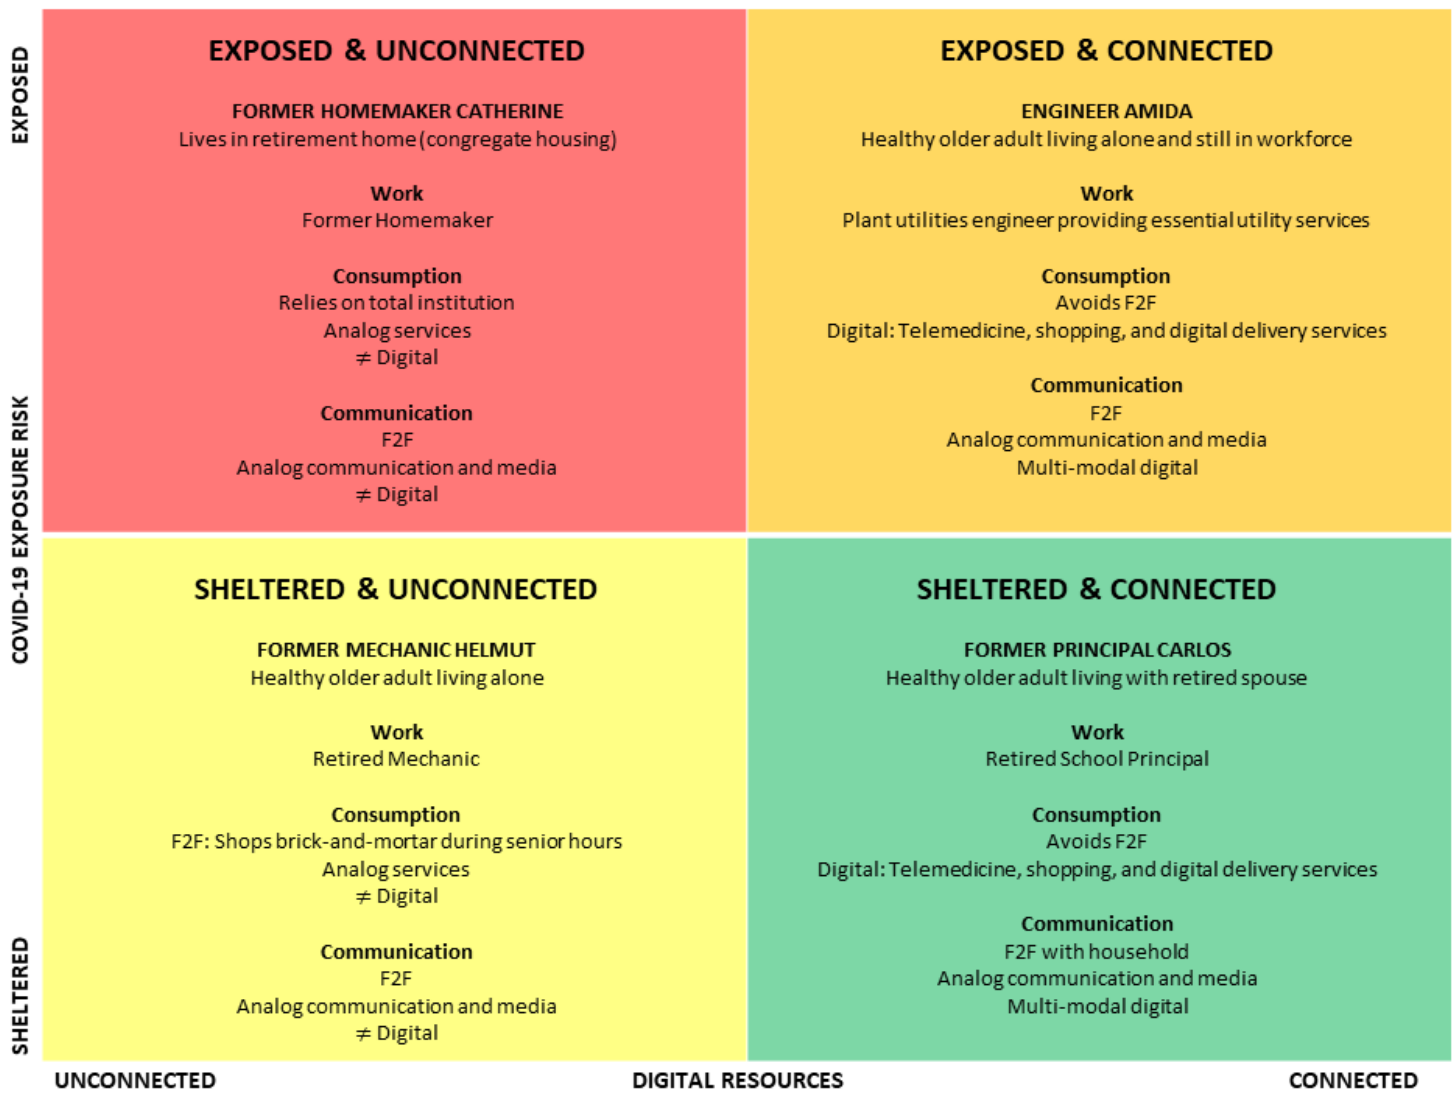 EXPOSED
COVID-19 EXPOSURE RISK
SHELTERED
EXPOSED & UNCONNECTED
FORMER HOMEMAKER CATHERINE
Lives in retirement home (congregate housing)
Work
Former Homemaker
Consumption
Relies on total institution
Analog services
≠ Digital
Communication
F2F
Analog communication and media
≠ Digital
EXPOSED & CONNECTED
ENGINEER AMIDA
Healthy older adult living alone and still in workforce
Work
Plant utilities engineer providing essential utility services
Consumption
Avoids F2F
Digital: Telemedicine, shopping, and digital delivery services
Communication
F2F
Analog communication and media
Multi-modal digital
SHELTERED & UNCONNECTED
FORMER MECHANIC HELMUT
Healthy older adult living alone
Work
Retired Mechanic
Consumption
F2F: Shops brick-and-mortar during senior hours
Analog services
≠ Digital
Communication
F2F
Analog communication and media
≠ Digital
SHELTERED & CONNECTED
FORMER PRINCIPAL CARLOS
Healthy older adult living with retired spouse
Work
Retired School Principal
Consumption
Avoids F2F
Digital: Telemedicine, shopping, and digital delivery services
Communication
F2F with household
Analog communication and media
Multi-modal digital
UNCONNECTED
DIGITAL RESOURCES
CONNECTED